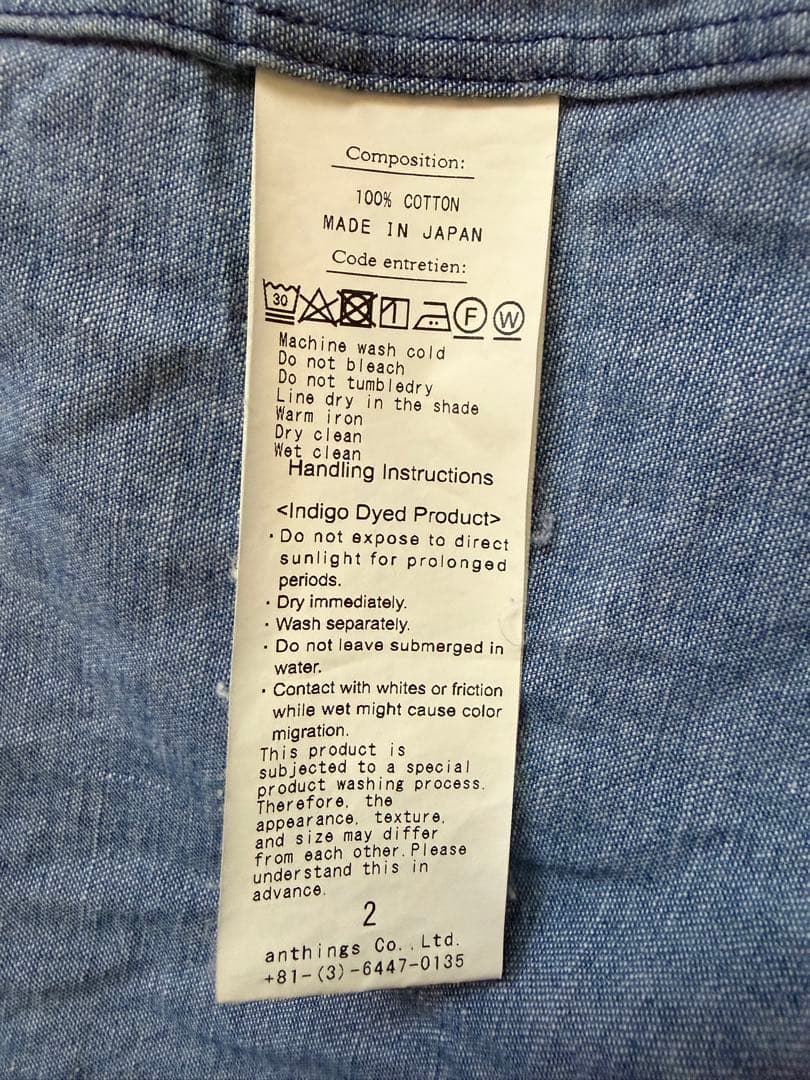 Composition:
100% COTTON
MADE IN JAPAN
Code entretien:
30 F W
Machine wash cold
Do not bleach
Do not tumbledry
Line dry in the shade
Warm iron
Dry clean
Wet clean
Handling Instructions
<Indigo Dyed Product>
・Do not expose to direct
sunlight for prolonged
periods.
・Dry immediately.
・Wash separately.
・Do not leave submerged in
water.
・Contact with whites or friction
while wet might cause color
migration.
This product is
subjected to a special
product washing process.
Therefore, the
appearance, texture,
and size may differ
from each other.Please
understand this in
advance.
2
anthings Co.,Ltd.
+81-(3)-6447-0135